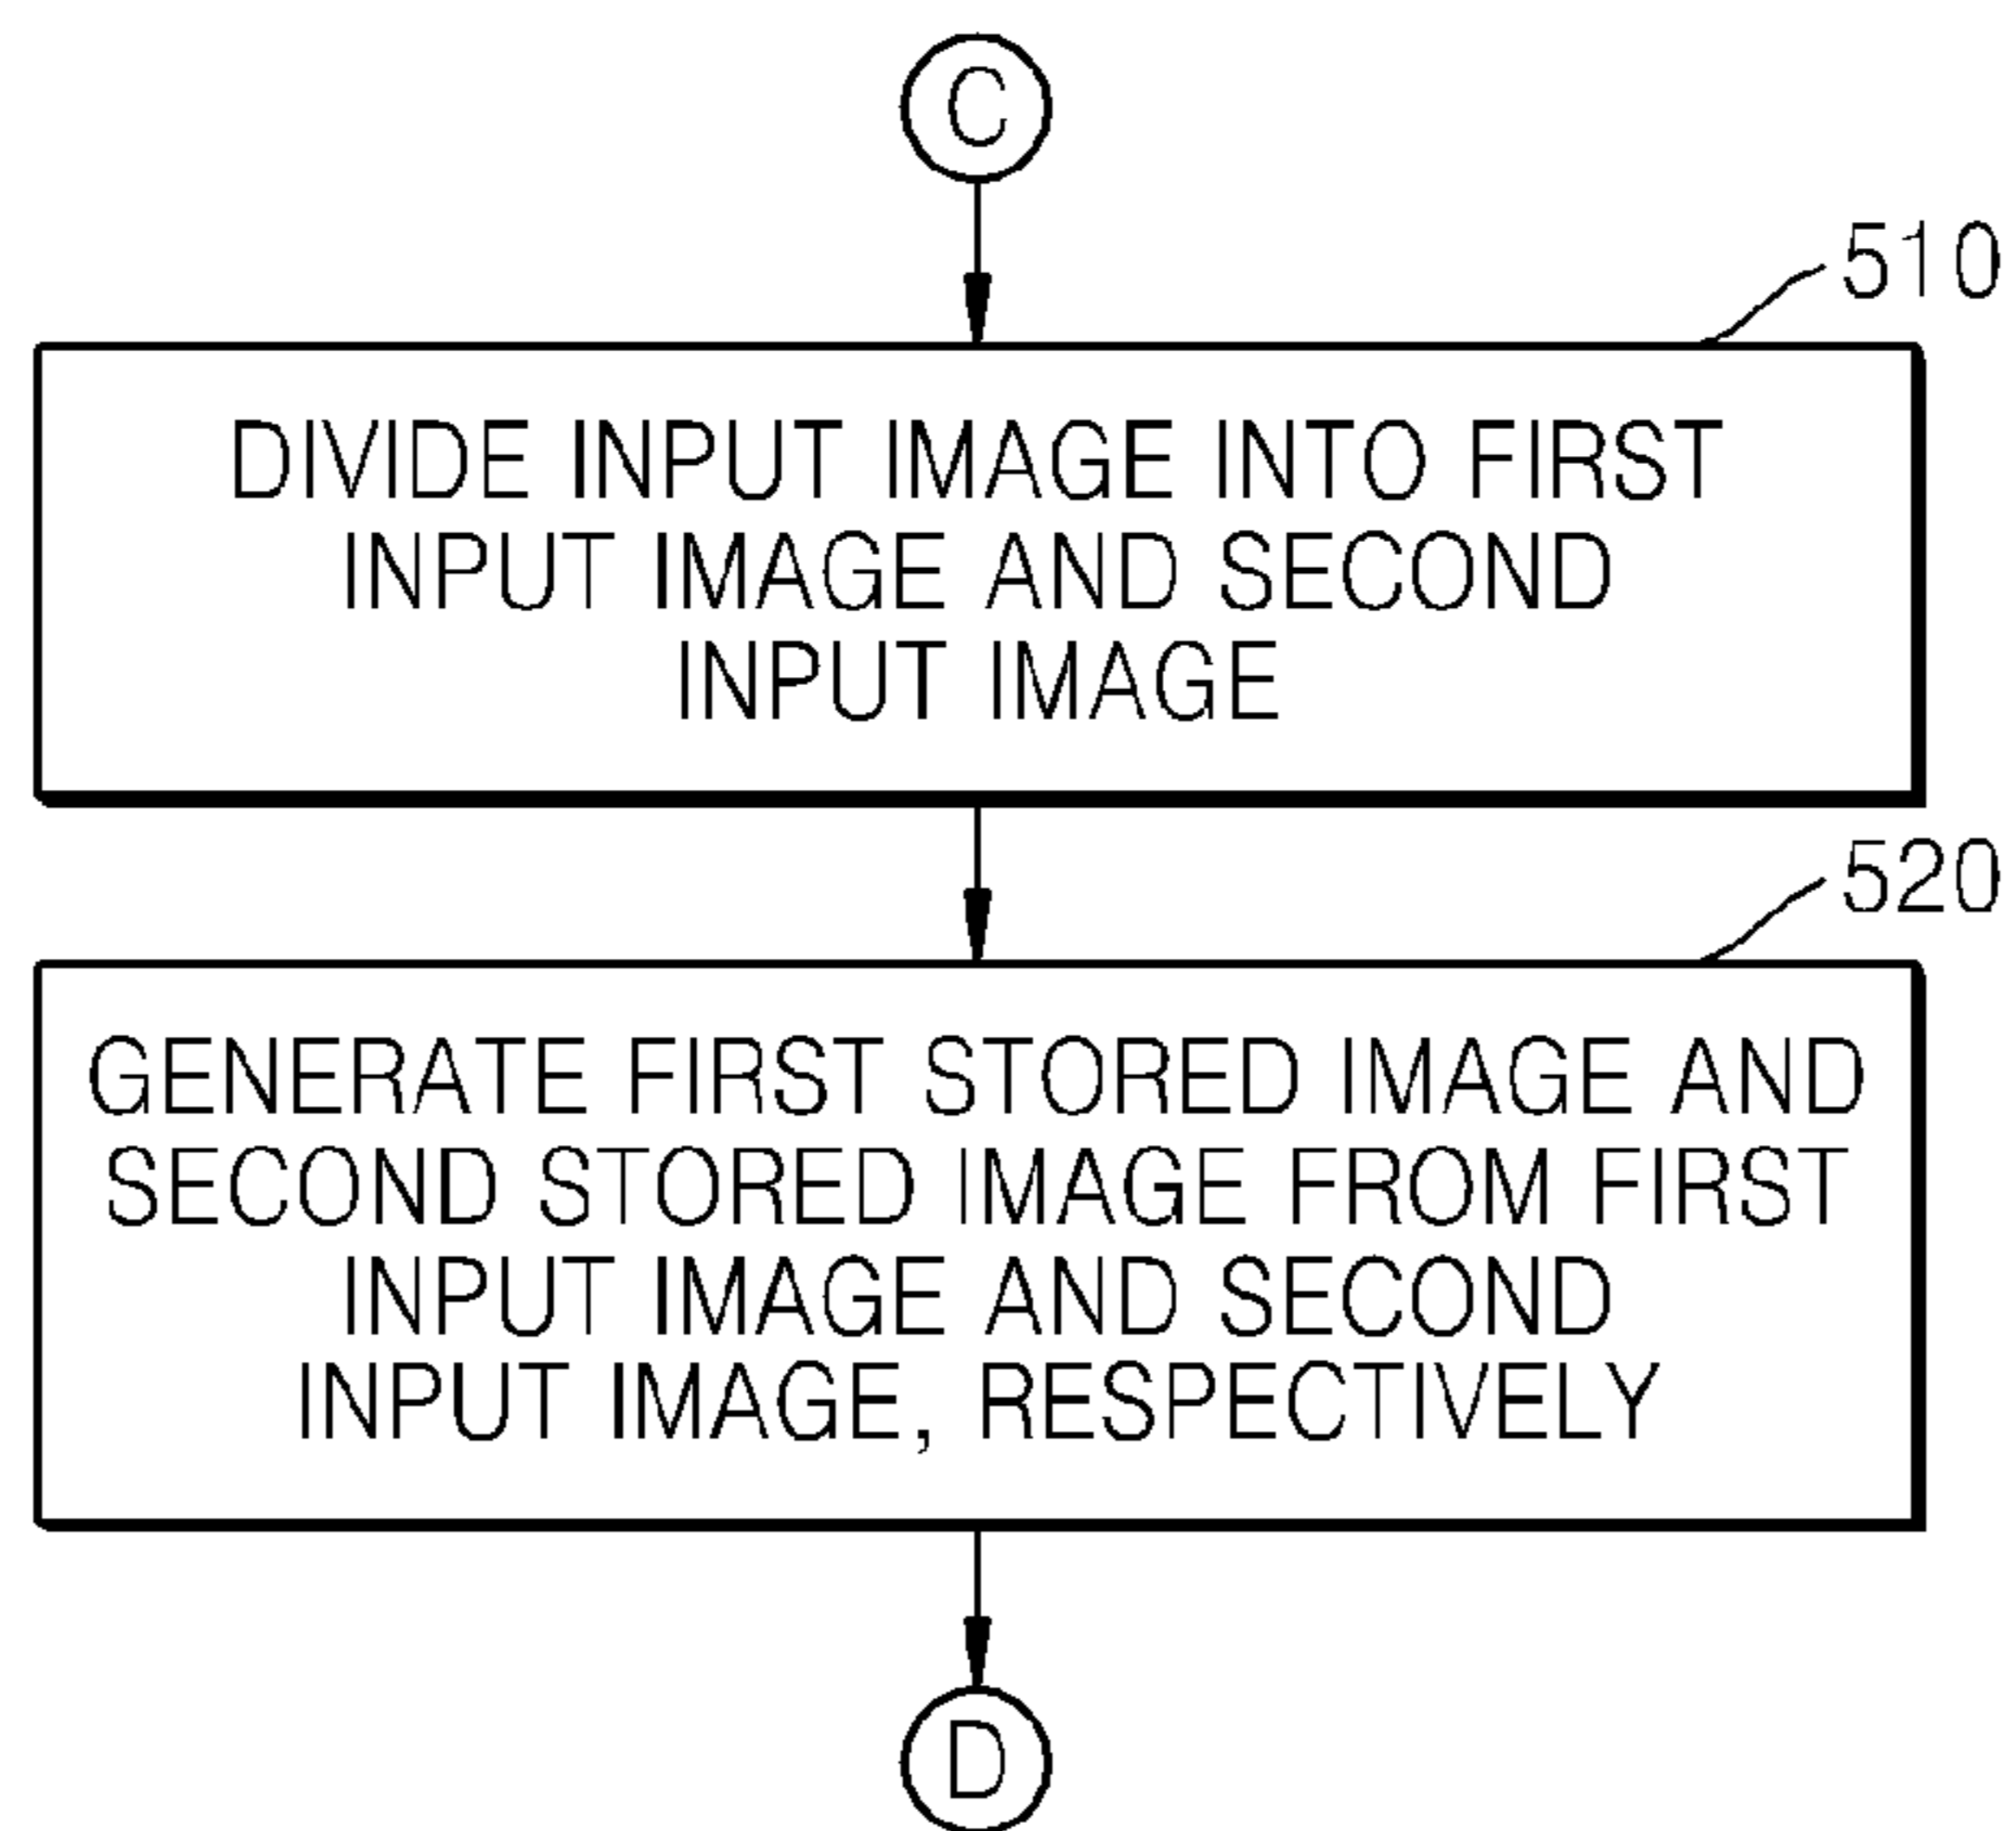 C
510
DIVIDE INPUT IMAGE INTO FIRST
INPUT IMAGE AND SECOND
INPUT IMAGE
520
GENERATE FIRST STORED IMAGE AND
SECOND STORED IMAGE FROM FIRST
INPUT IMAGE AND SECOND
INPUT IMAGE, RESPECTIVELY
D